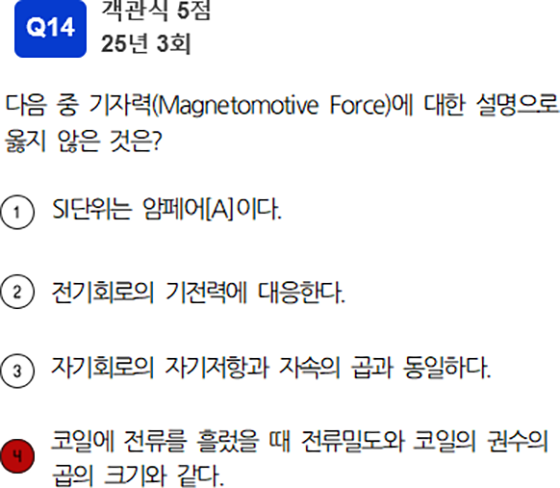 Q14
객관식 5점
25년 3회
다음 중 기자력(Magnetomotive Force)에 대한 설명으로
옳지 않은 것은?
1 SI단위는 암페어[A]이다.
2 전기회로의 기전력에 대응한다.
3 자기회로의 자기저항과 자속의 곱과 동일하다.
4 코일에 전류를 흘렸을 때 전류밀도와 코일의 권수의
곱의 크기와 같다.